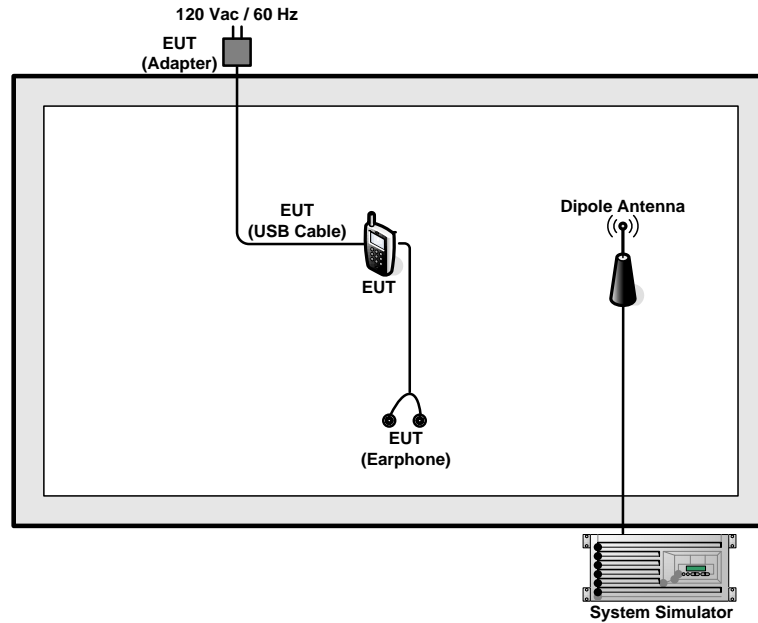 120 Vac / 60 Hz
EUT
(Adapter)
EUT
(USB Cable)
EUT
Dipole Antenna
EUT
(Earphone)
System Simulator